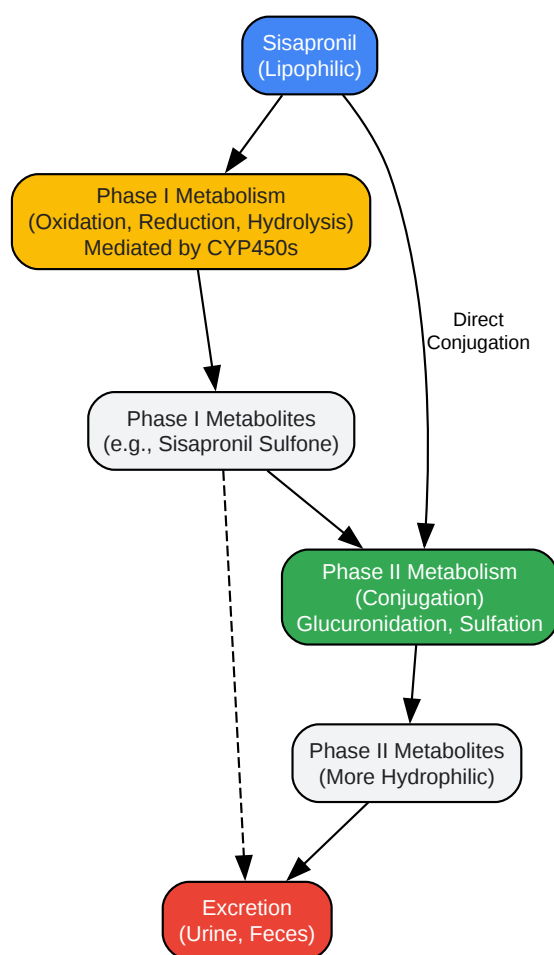 Sisapronil
(Lipophilic)
Phase I Metabolism
(Oxidation, Reduction, Hydrolysis)
Mediated by CYP450s
Direct
Conjugation
Phase I Metabolites
(e.g., Sisapronil Sulfone)
Phase II Metabolism
(Conjugation)
Glucuronidation, Sulfation
Phase II Metabolites
(More Hydrophilic)
Excretion
(Urine, Feces)